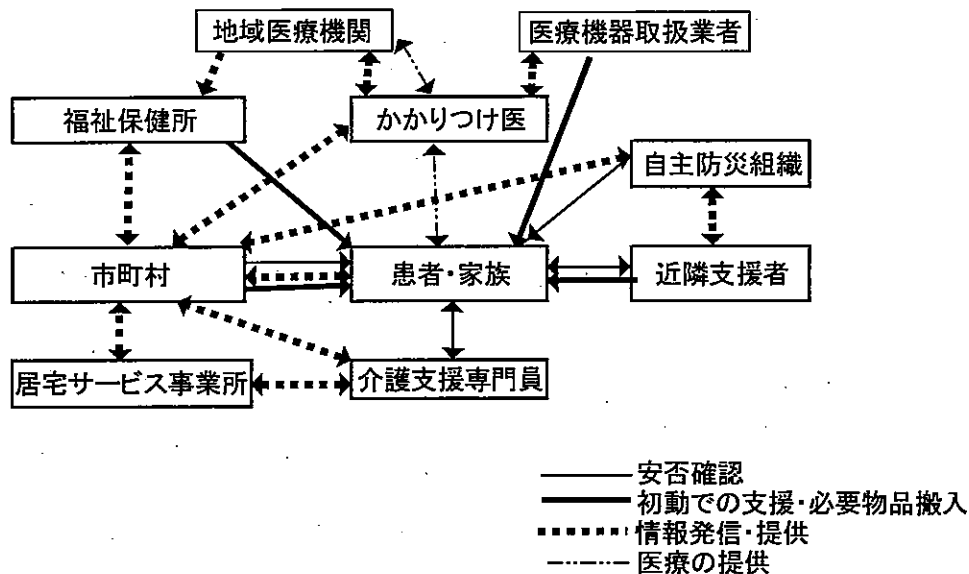 地域医療機関
医療機器取扱業者
福祉保健所
かかりつけ医
自主防災組織
市町村
患者・家族
近隣支援者
居宅サービス事業所
介護支援専門員
安否確認
初動での支援・必要物品搬入
情報発信・提供
医療の提供